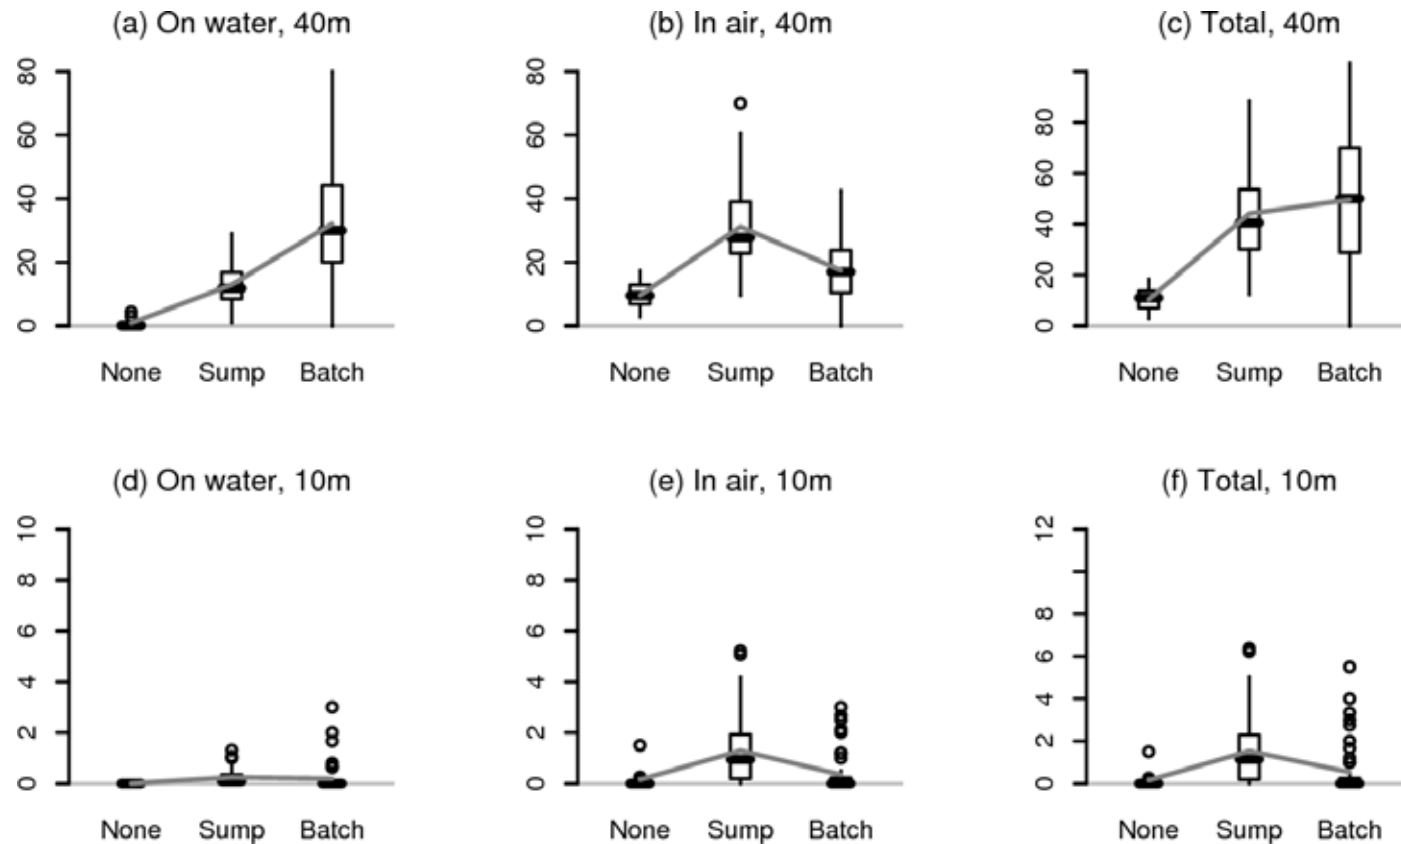 (a) On water, 40m
80
60
40
20
0
None Sump Batch
(b) In air, 40m
80
60
40
20
0
None Sump Batch
(c) Total, 40m
80
60
40
20
0
None Sump Batch
(d) On water, 10m
10
8
6
4
2
0
None Sump Batch
(e) In air, 10m
10
8
6
4
2
0
None Sump Batch
(f) Total, 10m
12
8
6
4
2
0
None Sump Batch